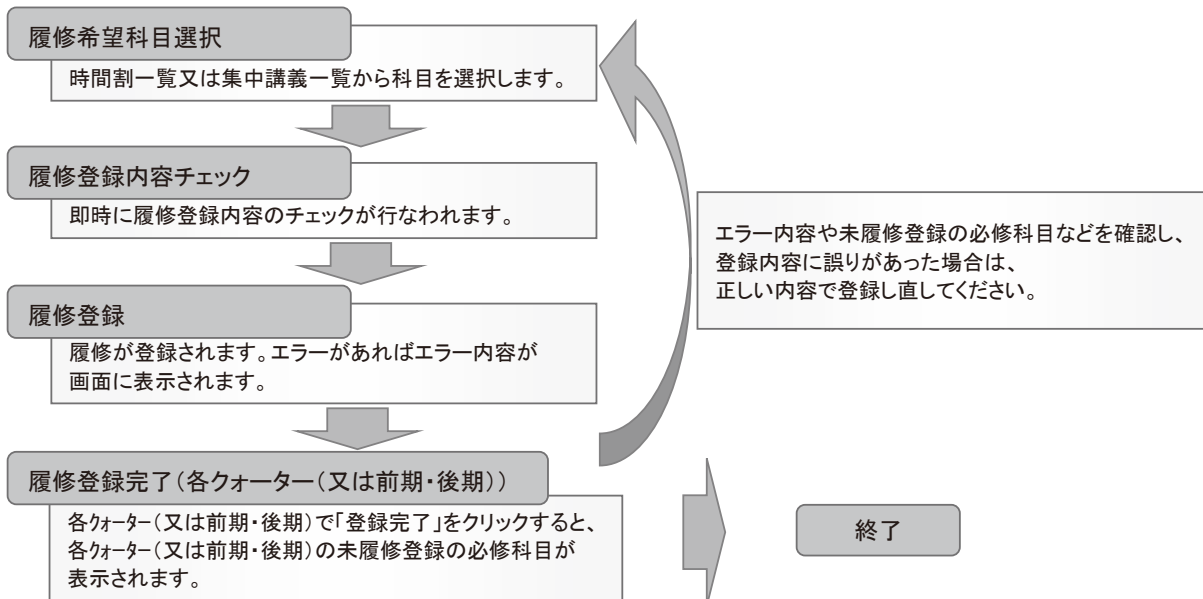 履修希望科目選択
時間割一覧又は集中講義一覧から科目を選択します。
履修登録内容チェック
即時に履修登録内容のチェックが行なわれます。
履修登録
履修が登録されます。エラーがあればエラー内容が
画面に表示されます。
履修登録完了(各クォーター(又は前期・後期))
各クォーター(又は前期・後期)で「登録完了」をクリックすると、
各クォーター(又は前期・後期)の未履修登録の必修科目が
表示されます。
エラー内容や未履修登録の必修科目などを確認し、
登録内容に誤りがあった場合は、
正しい内容で登録し直してください。
終了